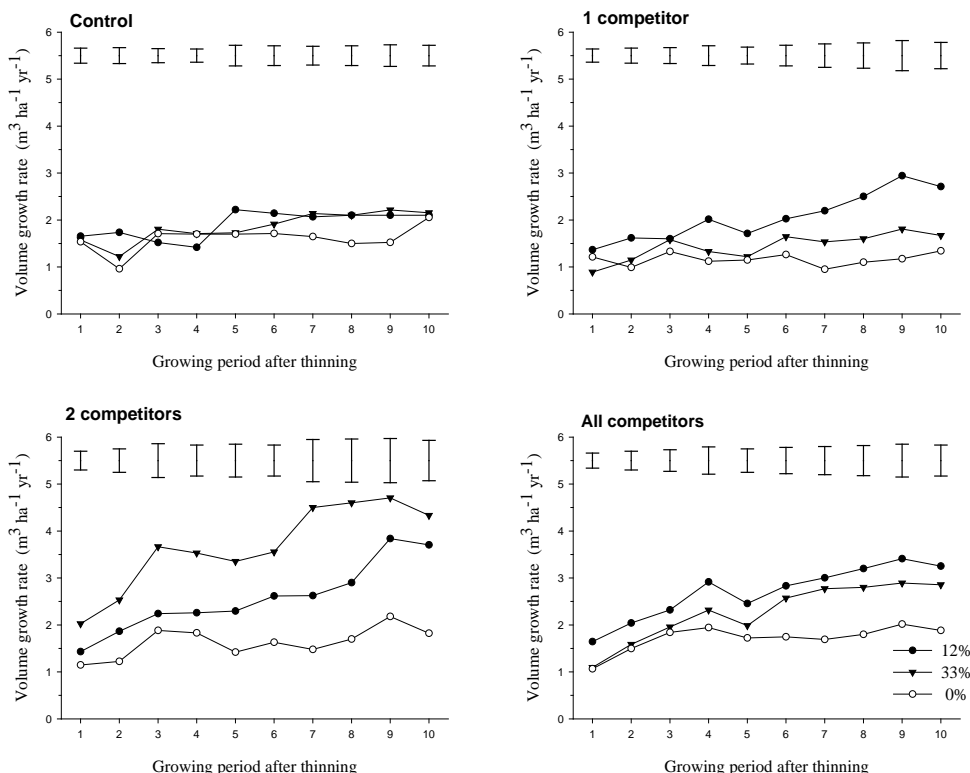 Control
6
5
4
3
2
1
0
Volume growth rate (m³ ha⁻¹ yr⁻¹)
1 2 3 4 5 6 7 8 9 10
Growing period after thinning
1 competitor
6
5
4
3
2
1
0
Volume growth rate (m³ ha⁻¹ yr⁻¹)
1 2 3 4 5 6 7 8 9 10
Growing period after thinning
2 competitors
6
5
4
3
2
1
0
Volume growth rate (m³ ha⁻¹ yr⁻¹)
1 2 3 4 5 6 7 8 9 10
Growing period after thinning
All competitors
6
5
4
3
2
1
0
Volume growth rate (m³ ha⁻¹ yr⁻¹)
12%
33%
0%
1 2 3 4 5 6 7 8 9 10
Growing period after thinning